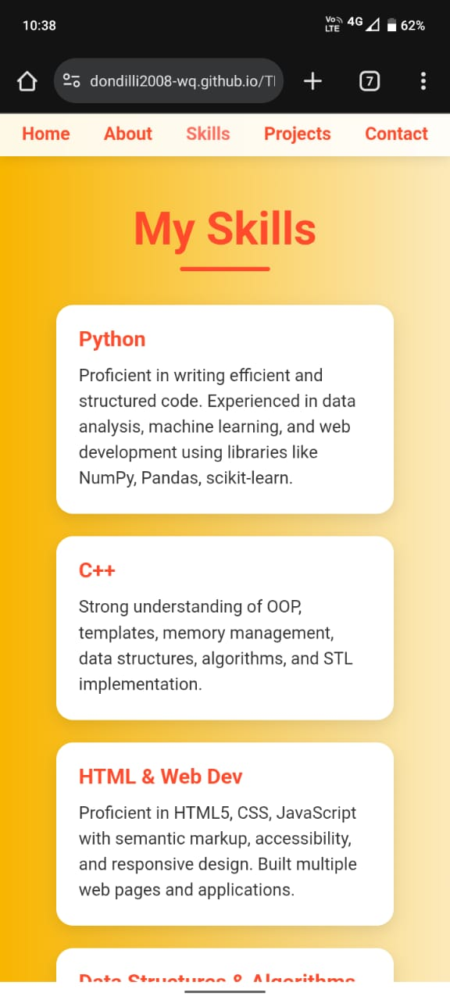 10:38 Vo LTE 4G 62%
dondilli2008-wq.github.io/T 7
Home About Skills Projects Contact
My Skills
Python
Proficient in writing efficient and
structured code. Experienced in data
analysis, machine learning, and web
development using libraries like
NumPy, Pandas, scikit-learn.
C++
Strong understanding of OOP,
templates, memory management,
data structures, algorithms, and STL
implementation.
HTML & Web Dev
Proficient in HTML5, CSS, JavaScript
with semantic markup, accessibility,
and responsive design. Built multiple
web pages and applications.
Data Structures & Algorithms